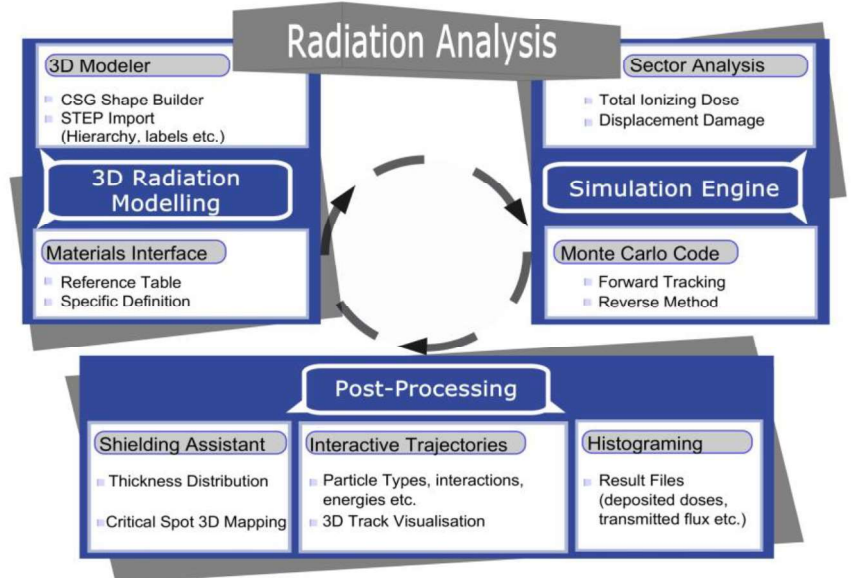 Radiation Analysis
3D Modeler
CSG Shape Builder
STEP Import
(Hierarchy, labels etc.)
3D Radiation
Modelling
Materials Interface
Reference Table
Specific Definition
Sector Analysis
Total Ionizing Dose
Displacement Damage
Simulation Engine
Monte Carlo Code
Forward Tracking
Reverse Method
Post-Processing
Shielding Assistant
Thickness Distribution
Critical Spot 3D Mapping
Interactive Trajectories
Particle Types, interactions,
energies etc.
3D Track Visualisation
Histograming
Result Files
(deposited doses,
transmitted flux etc.)